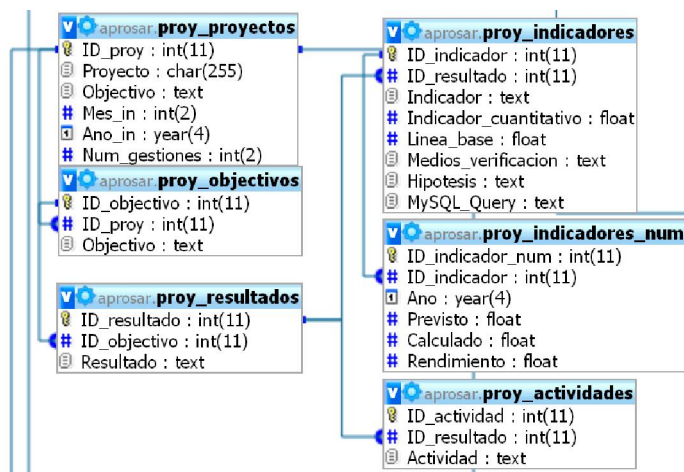 V aprosar.proy_proyectos
ID_proy : int(11)
Proyecto : char(255)
Objectivo : text
# Mes_in : int(2)
1 Ano_in : year(4)
# Num_gestiones : int(2)
V aprosar.proy_objectivos
ID_objectivo : int(11)
# ID_proy : int(11)
Objectivo : text
V aprosar.proy_resultados
ID_resultado : int(11)
# ID_objectivo : int(11)
Resultado : text
V aprosar.proy_indicadores
ID_indicador : int(11)
# ID_resultado : int(11)
Indicador : text
# Indicador_cuantitativo : float
# Linea_base : float
Medios_verificacion : text
Hipotesis : text
MySQL_Query : text
V aprosar.proy_indicadores_num
ID_indicador_num : int(11)
# ID_indicador : int(11)
1 Ano : year(4)
# Previsto : float
# Calculado : float
# Rendimiento : float
V aprosar.proy_actividades
ID_actividad : int(11)
# ID_resultado : int(11)
Actividad : text